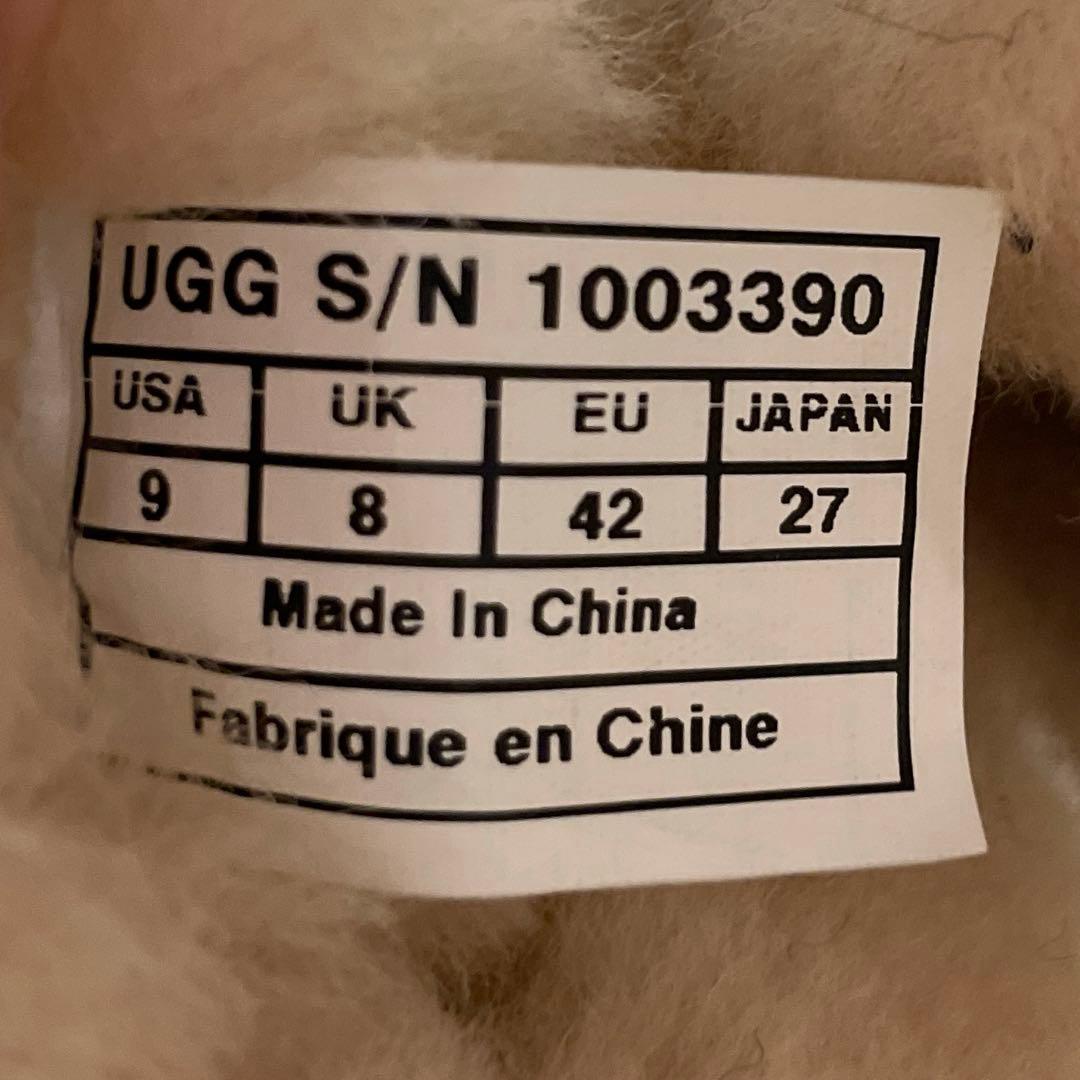 UGG S/N 1003390
USA UK EU JAPAN
9 8 42 27
Made In China
Fabrique en Chine